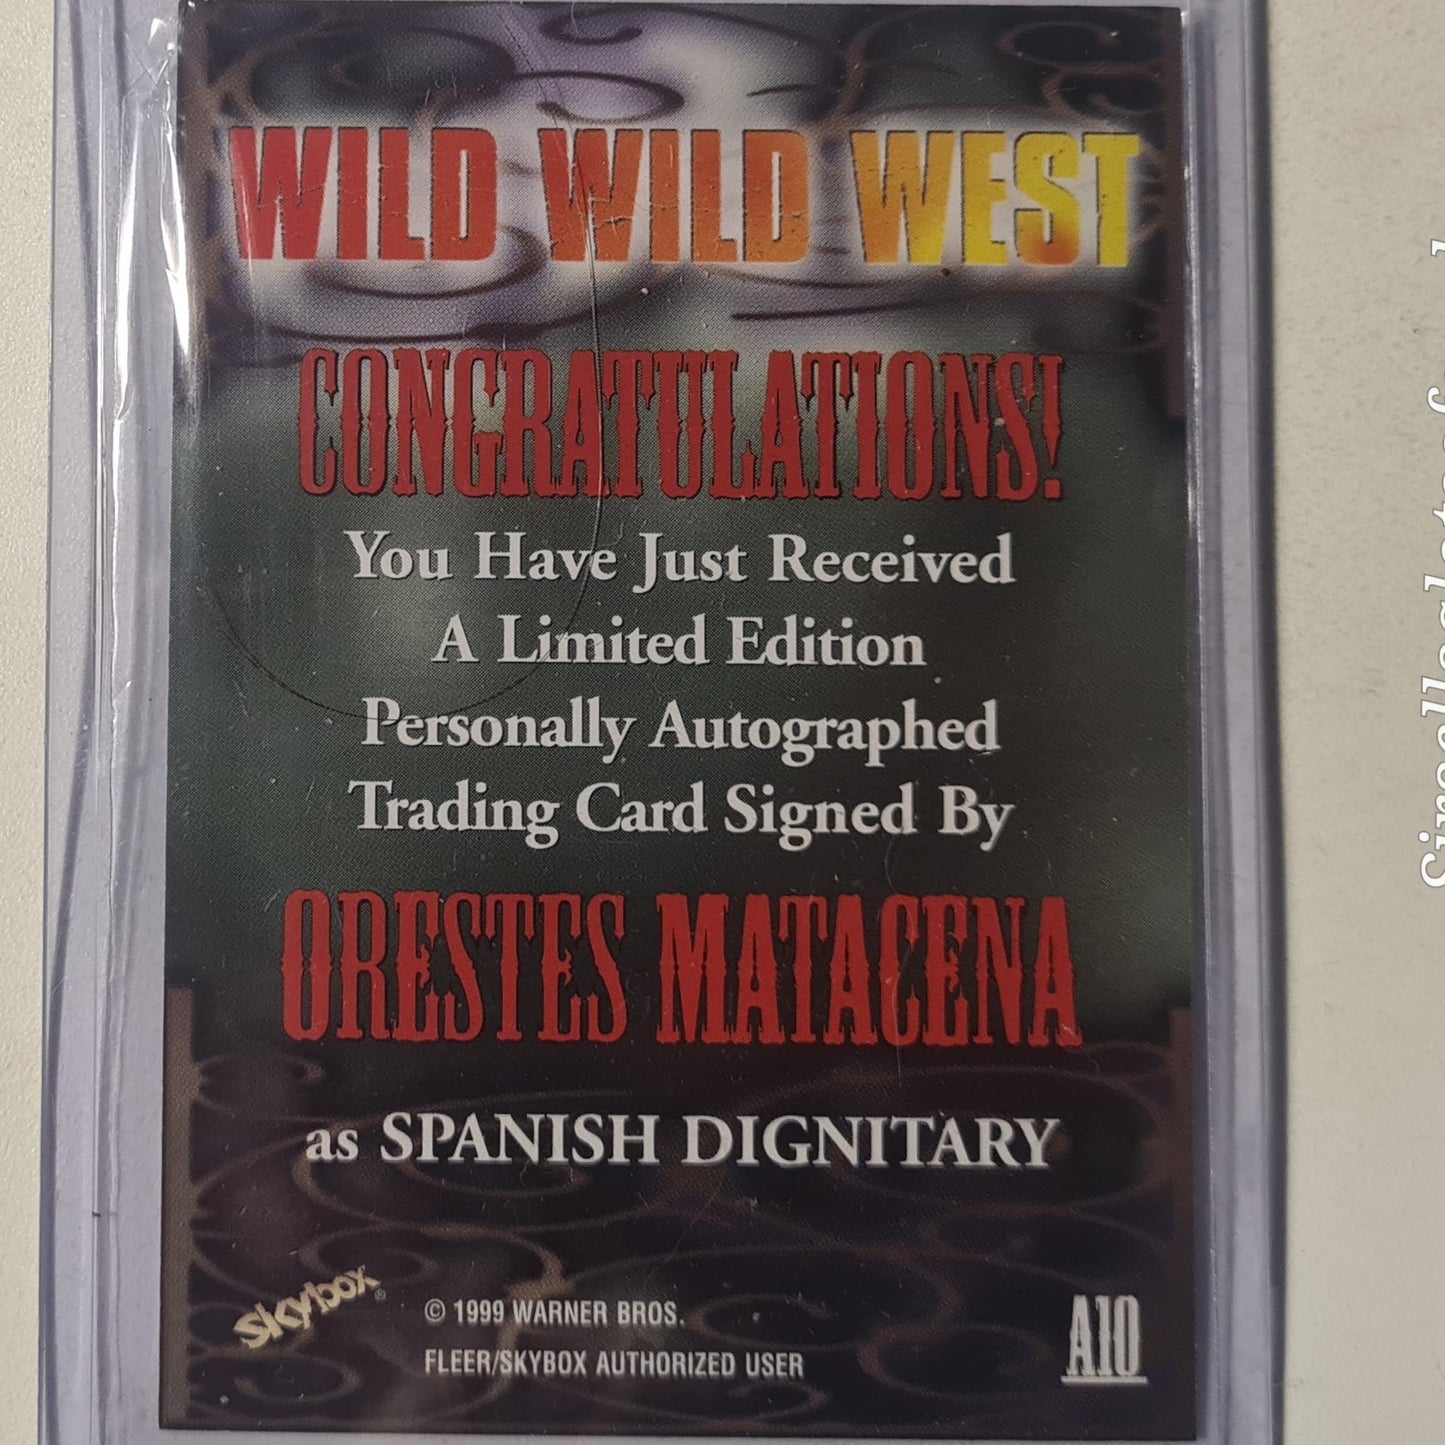 WILD WILD WEST
CONGRATULATIONS!
You Have Just Received
A Limited Edition
Personally Autographed
Trading Card Signed By
ORESTES MATACENA
as SPANISH DIGNITARY
skybox®
© 1999 WARNER BROS.
FLEER/SKYBOX AUTHORIZED USER
A10